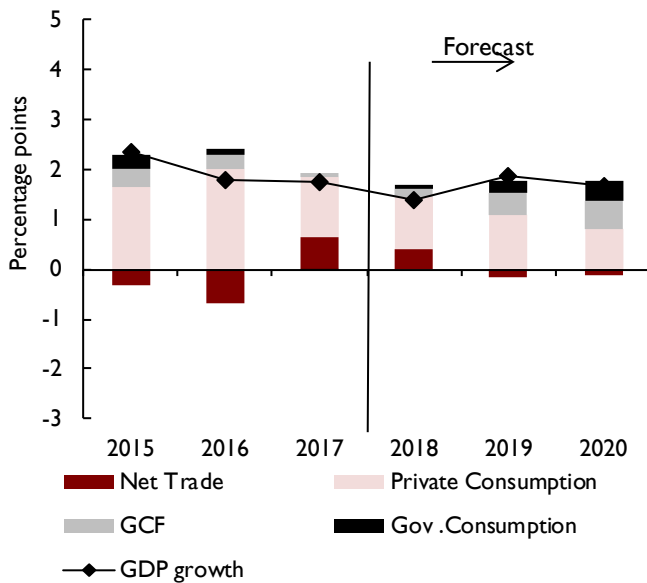 Percentage points
5
4
3
2
1
0
-1
-2
-3
Forecast
2015 2016 2017 2018 2019 2020
Net Trade Private Consumption
GCF Gov .Consumption
GDP growth